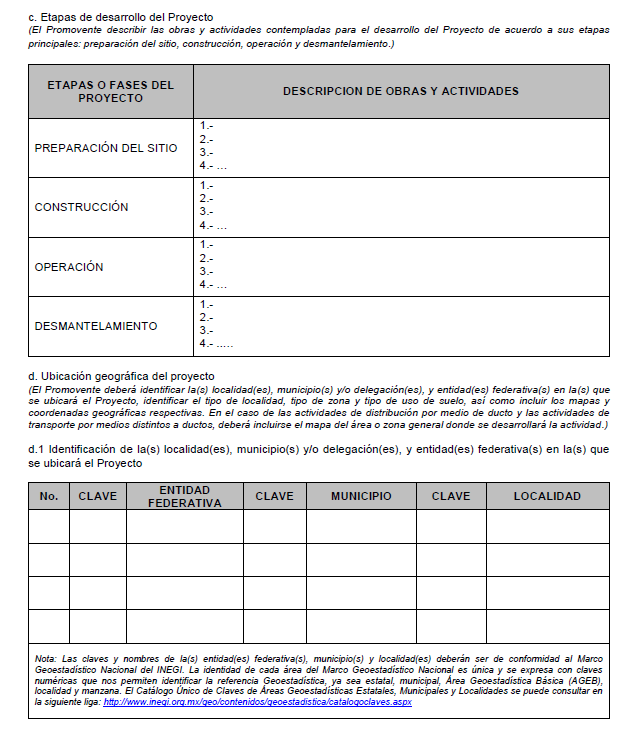 c. Etapas de desarrollo del Proyecto
(El Promovente describir las obras y actividades contempladas para el desarrollo del Proyecto de acuerdo a sus etapas
principales: preparación del sitio, construcción, operación y desmantelamiento.)
ETAPAS O FASES DEL
PROYECTO
DESCRIPCION DE OBRAS Y ACTIVIDADES
PREPARACIÓN DEL SITIO
1.-
2.-
3.-
4.- ...
CONSTRUCCIÓN
1.-
2.-
3.-
4.- ...
OPERACIÓN
1.-
2.-
3.-
4.- ...
DESMANTELAMIENTO
1.-
2.-
3.-
4.- .....
d. Ubicación geográfica del proyecto
(El Promovente deberá identificar la(s) localidad(es), municipio(s) y/o delegación(es), y entidad(es) federativa(s) en la(s) que
se ubicará el Proyecto, identificar el tipo de localidad, tipo de zona y tipo de uso de suelo, así como incluir los mapas y
coordenadas geográficas respectivas. En el caso de las actividades de distribución por medio de ducto y las actividades de
transporte por medios distintos a ductos, deberá incluirse el mapa del área o zona general donde se desarrollará la actividad.)
d.1 Identificación de la(s) localidad(es), municipio(s) y/o delegación(es), y entidad(es) federativa(s) en la(s) que
se ubicará el Proyecto
No. CLAVE ENTIDAD FEDERATIVA CLAVE MUNICIPIO CLAVE LOCALIDAD
Nota: Las claves y nombres de la(s) entidad(es) federativa(s), municipio(s) y localidad(es) deberán ser de conformidad al Marco
Geoestadístico Nacional del INEGI. La identidad de cada área del Marco Geoestadístico Nacional es única y se expresa con claves
numéricas que nos permiten identificar la referencia Geoestadística, ya sea estatal, municipal, Área Geoestadística Básica (AGEB),
localidad y manzana. El Catálogo Único de Claves de Áreas Geoestadísticas Estatales, Municipales y Localidades se puede consultar en
la siguiente liga: http://www.inegi.org.mx/geo/contenidos/geoestadistica/catalogoclaves.aspx